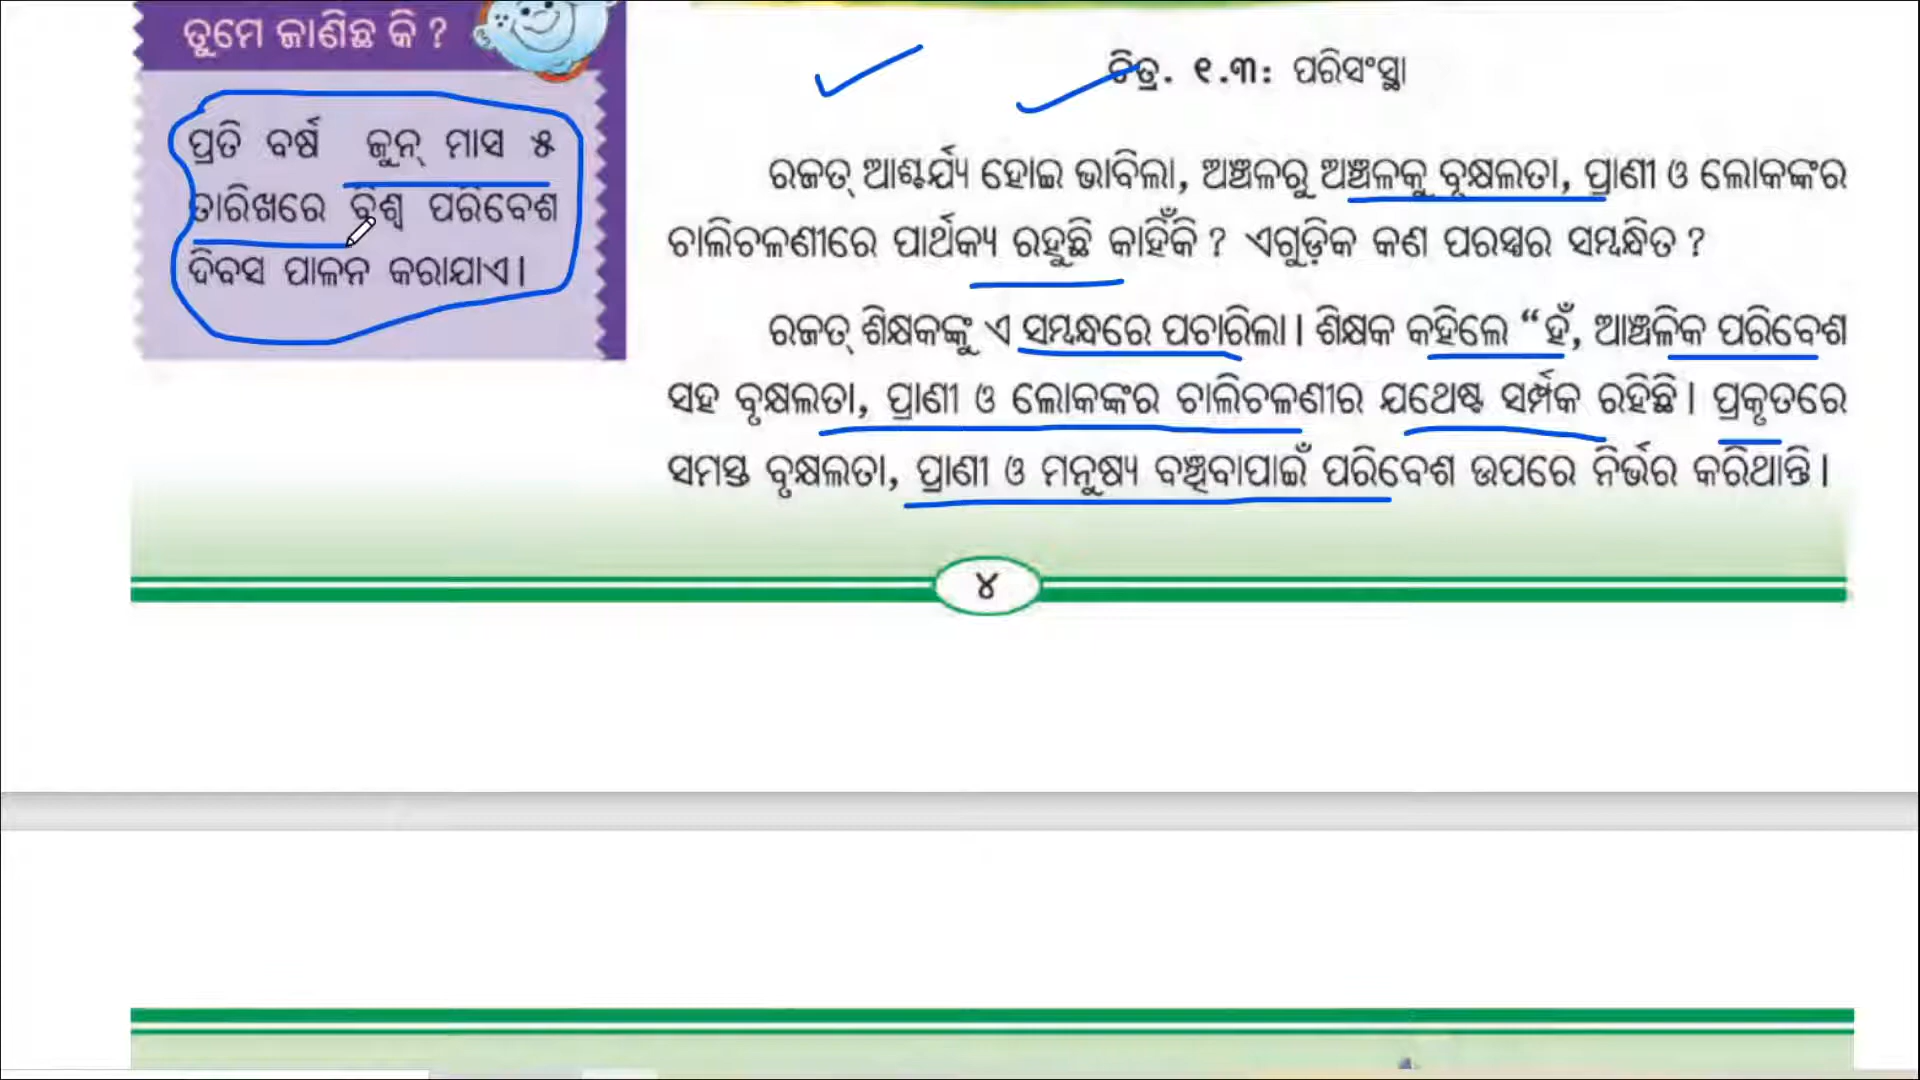 ତୁମେ ଜାଣିଛ କି ?
ପ୍ରତି ବର୍ଷ ଜୁନ୍ ମାସ ୫
ତାରିଖରେ ବିଶ୍ୱ ପରିବେଶ
ଦିବସ ପାଳନ କରାଯାଏ।
ଚିତ୍ର. ୧.୩: ପରିସଂସ୍ଥା
ରଜତ୍ ଆଶ୍ଚର୍ଯ୍ୟ ହୋଇ ଭାବିଲା, ଅଞ୍ଚଳରୁ ଅଞ୍ଚଳକୁ ବୃକ୍ଷଲତା, ପ୍ରାଣୀ ଓ ଲୋକଙ୍କର
ଚାଲିଚଳଣୀରେ ପାର୍ଥକ୍ୟ ରହୁଛି କାହିଁକି ? ଏଗୁଡ଼ିକ କଣ ପରସ୍ପର ସମ୍ବନ୍ଧିତ ?
ରଜତ୍ ଶିକ୍ଷକଙ୍କୁ ଏ ସମ୍ବନ୍ଧରେ ପଚାରିଲା। ଶିକ୍ଷକ କହିଲେ “ହଁ, ଆଞ୍ଚଳିକ ପରିବେଶ
ସହ ବୃକ୍ଷଲତା, ପ୍ରାଣୀ ଓ ଲୋକଙ୍କର ଚାଲିଚଳଣୀର ଯଥେଷ୍ଟ ସର୍ମ୍ପକ ରହିଛି। ପ୍ରକୃତରେ
ସମସ୍ତ ବୃକ୍ଷଲତା, ପ୍ରାଣୀ ଓ ମନୁଷ୍ୟ ବଞ୍ଚିବାପାଇଁ ପରିବେଶ ଉପରେ ନିର୍ଭର କରିଥାନ୍ତି।
୪